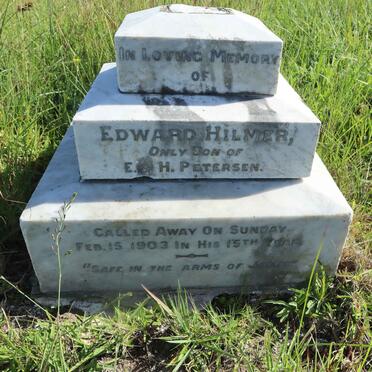 In Loving Memory
OF
Edward Hilmer,
Only Son of
E. H. Petersen.
Called Away On Sunday
Feb. 15 1903 In His 15th Year
"Safe in the arms of